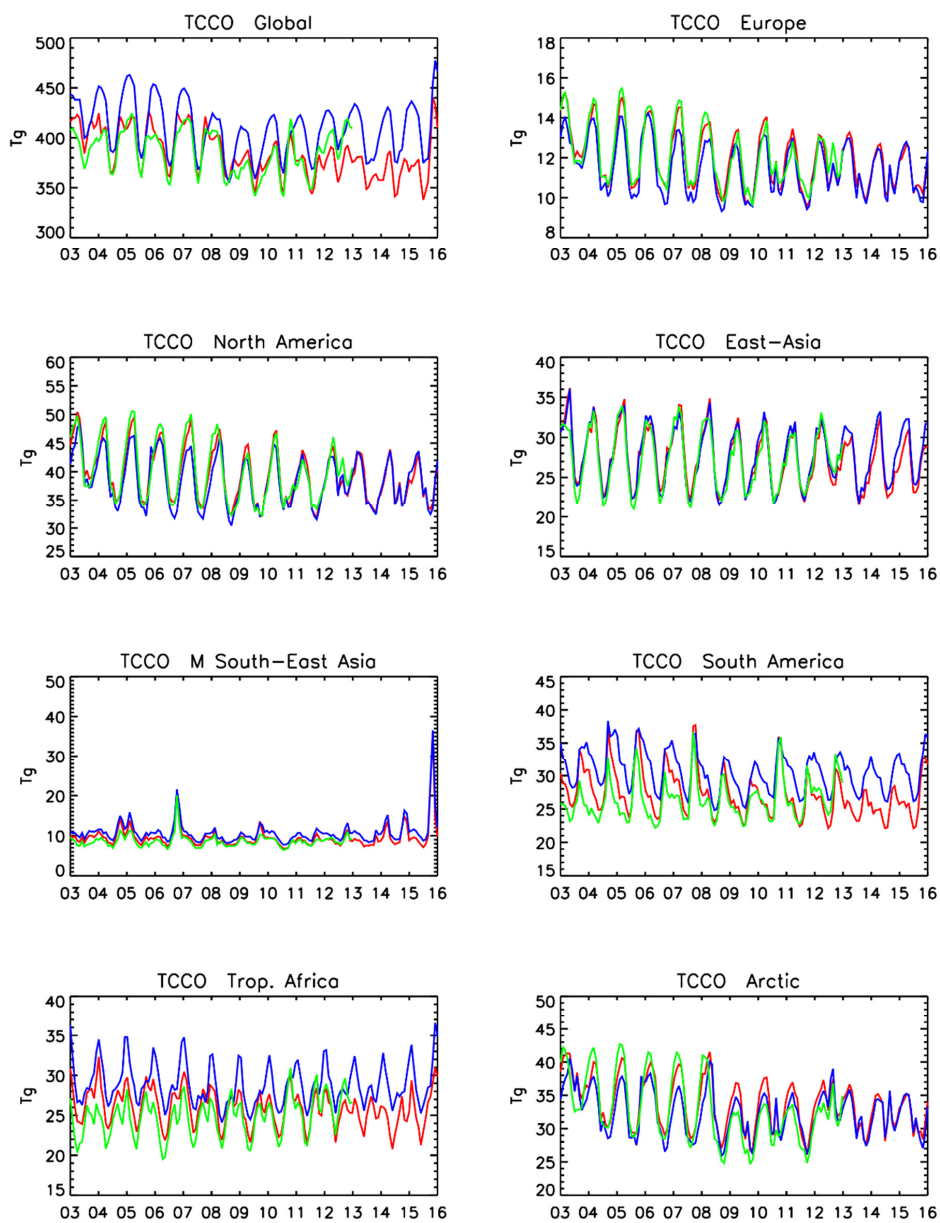 TCCO Global
500
450
400
350
300
Tg
03 04 05 06 07 08 09 10 11 12 13 14 15 16
TCCO Europe
18
16
14
12
10
8
Tg
03 04 05 06 07 08 09 10 11 12 13 14 15 16
TCCO North America
60
55
50
45
40
35
30
25
Tg
03 04 05 06 07 08 09 10 11 12 13 14 15 16
TCCO East-Asia
40
35
30
25
20
15
Tg
03 04 05 06 07 08 09 10 11 12 13 14 15 16
TCCO M South-East Asia
50
40
30
20
10
0
Tg
03 04 05 06 07 08 09 10 11 12 13 14 15 16
TCCO South America
45
40
35
30
25
20
15
Tg
03 04 05 06 07 08 09 10 11 12 13 14 15 16
TCCO Trop. Africa
40
35
30
25
20
15
Tg
03 04 05 06 07 08 09 10 11 12 13 14 15 16
TCCO Arctic
50
45
40
35
30
25
20
Tg
03 04 05 06 07 08 09 10 11 12 13 14 15 16